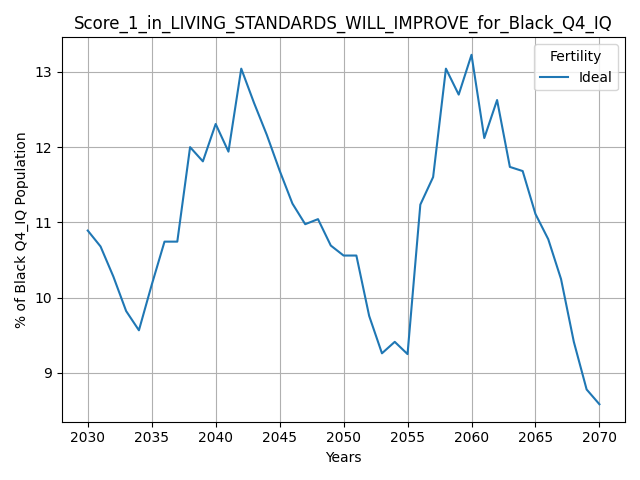 Score_1_in_LIVING_STANDARDS_WILL_IMPROVE_for_Black_Q4_IQ
Fertility
Ideal
% of Black Q4_IQ Population
13
12
11
10
9
2030 2035 2040 2045 2050 2055 2060 2065 2070
Years